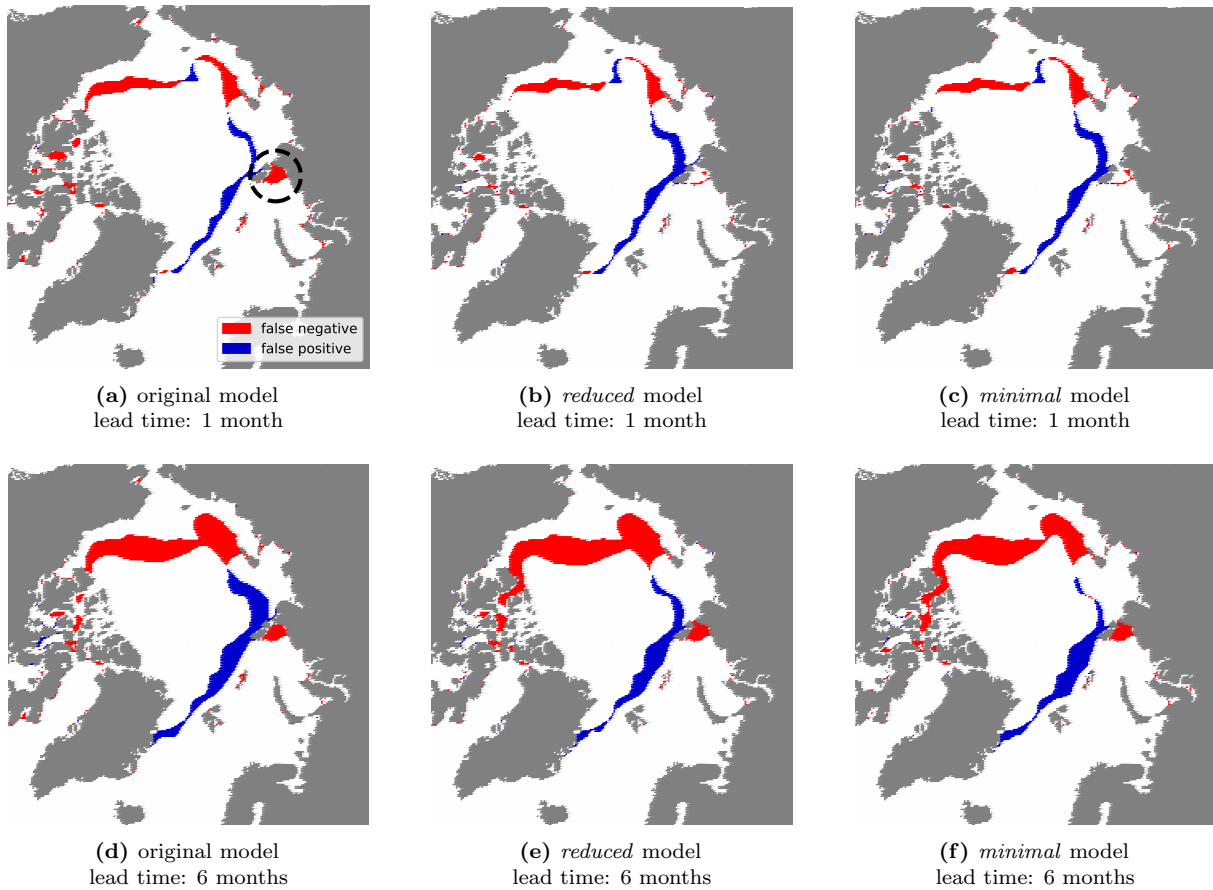 false negative
false positive
(a) original model
lead time: 1 month
(b) reduced model
lead time: 1 month
(c) minimal model
lead time: 1 month
(d) original model
lead time: 6 months
(e) reduced model
lead time: 6 months
(f) minimal model
lead time: 6 months